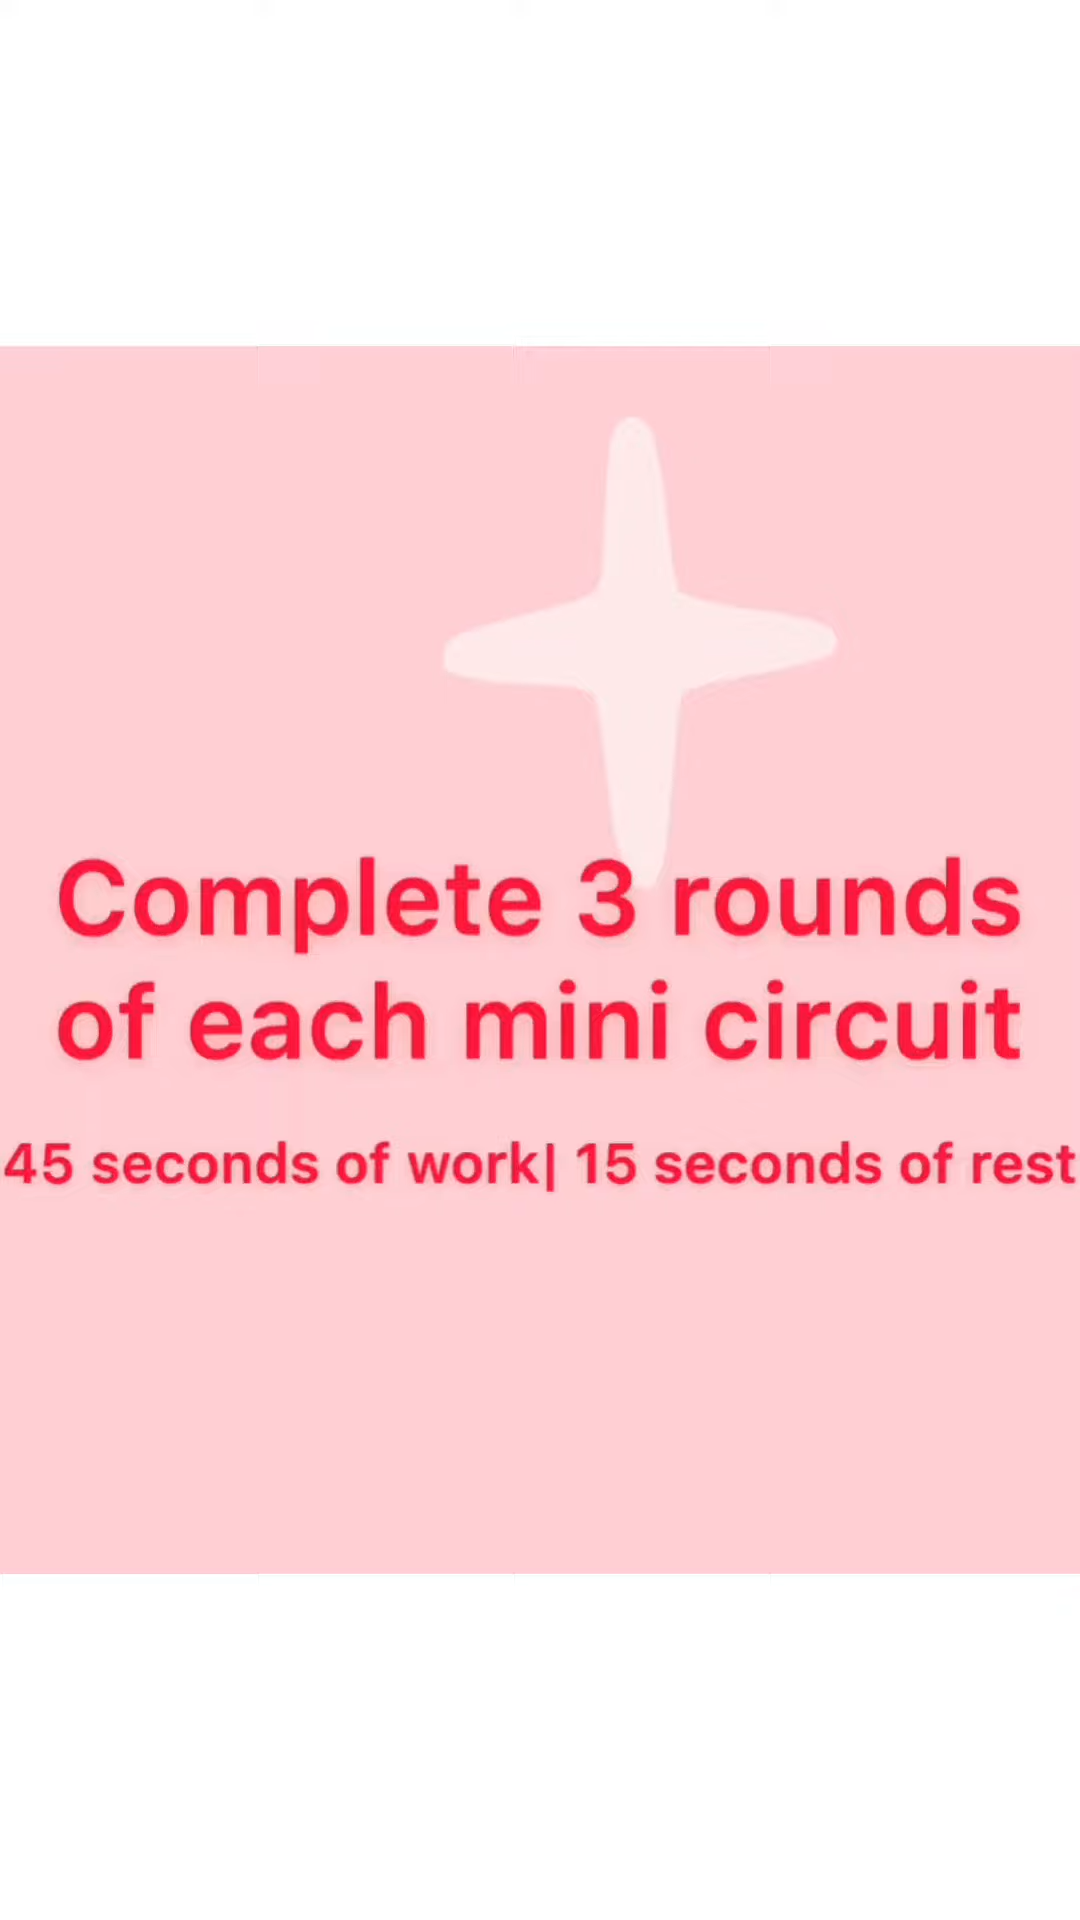 Complete 3 rounds
of each mini circuit
45 seconds of work| 15 seconds of rest